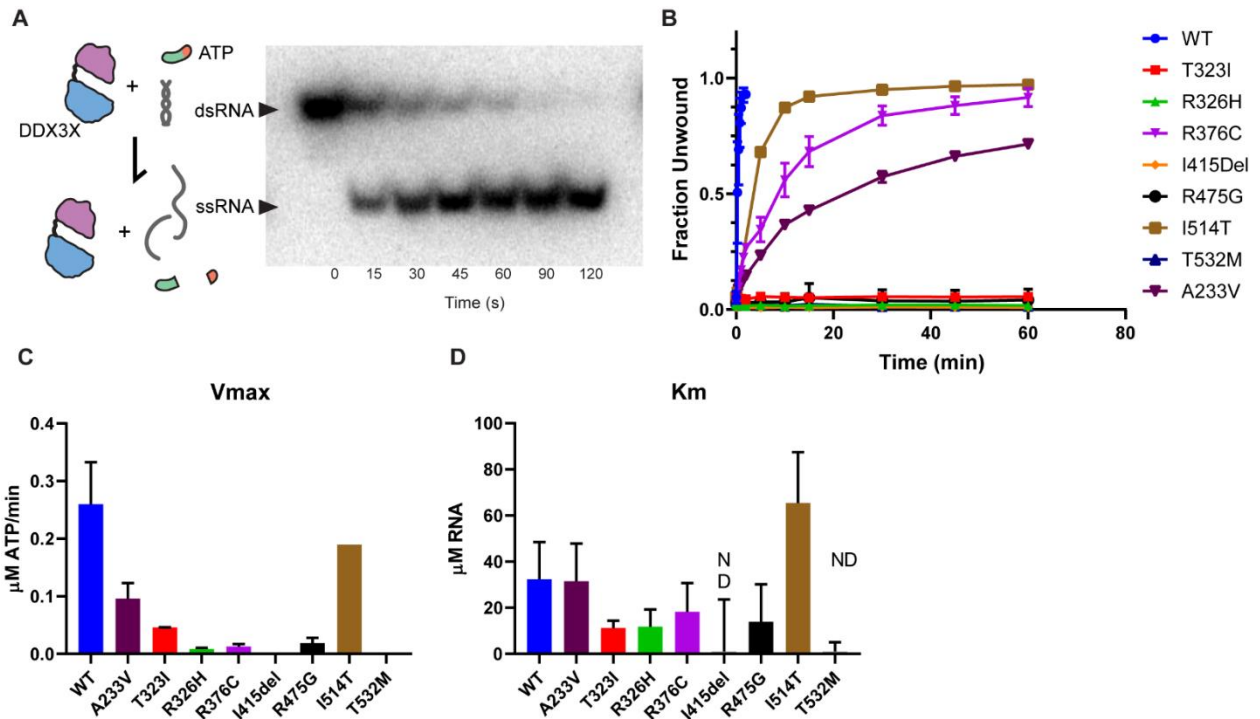 A
+
ATP
DDX3X
+
dsRNA
ssRNA
0 15 30 45 60 90 120
Time (s)
B
Fraction Unwound
1.0
0.5
0.0
0 20 40 60 80
Time (min)
WT
T323I
R326H
R376C
I415Del
R475G
I514T
T532M
A233V
C
Vmax
μM ATP/min
0.4
0.3
0.2
0.1
0.0
WT A233V T323I R326H R376C I415del R475G I514T T532M
D
Km
μM RNA
100
80
60
40
20
0
N
D
ND
WT A233V T323I R326H R376C I415del R475G I514T T532M